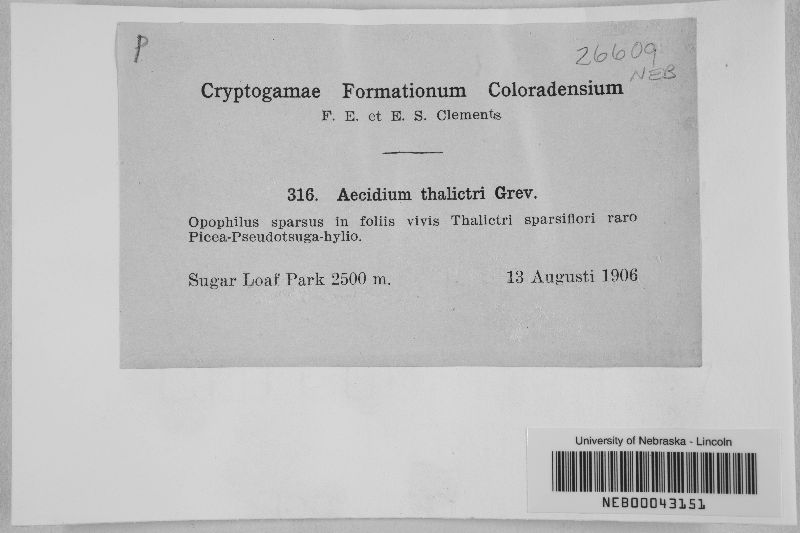 P
26609
NEB
Cryptogamae Formationum Coloradensium
F. E. et E. S. Clements
316. Aecidium thalictri Grev.
Opophilus sparsus in foliis vivis Thalictri sparsiflori raro
Picea-Pseudotsuga-hylio.
Sugar Loaf Park 2500 m. 13 Augusti 1906
University of Nebraska - Lincoln
NEB00043151